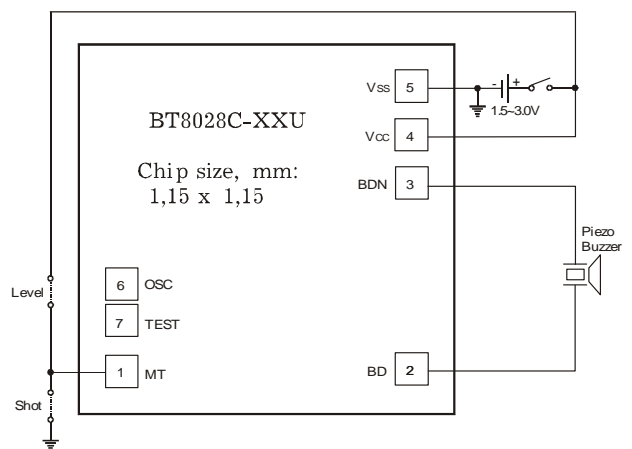 Vss 5
- + 
1.5~3.0V
BT8028C-XXU
Vcc 4
Chip size, mm:
1,15 x 1,15
BDN 3
Piezo
Buzzer
6 OSC
Level
7 TEST
1 MT
BD 2
Shot